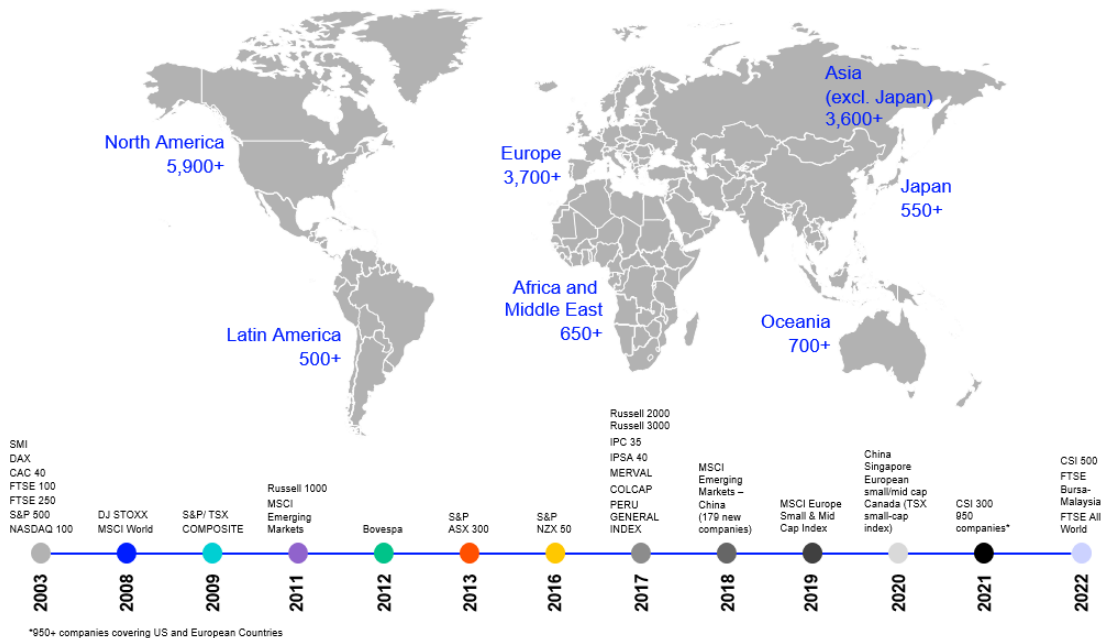 Asia
(excl. Japan)
3,600+
North America
5,900+
Europe
3,700+
Japan
550+
Africa and
Middle East
650+
Oceania
700+
Latin America
500+
SMI
DAX
CAC 40
FTSE 100
FTSE 250
S&P 500
NASDAQ 100
DJ STOXX
MSCI World
S&P/ TSX
COMPOSITE
Russell 1000
MSCI
Emerging
Markets
Bovespa
S&P
ASX 300
S&P
NZX 50
Russell 2000
Russell 3000
IPC 35
IPSA 40
MERVAL
COLCAP
PERU
GENERAL
INDEX
MSCI
Emerging
Markets –
China
(179 new
companies)
MSCI Europe
Small & Mid
Cap Index
China
Singapore
European
small/mid cap
Canada (TSX
small-cap
index)
CSI 300
950
companies*
CSI 500
FTSE
Bursa-
Malaysia
FTSE All
World
2003
2008
2009
2011
2012
2013
2016
2017
2018
2019
2020
2021
2022
*950+ companies covering US and European Countries